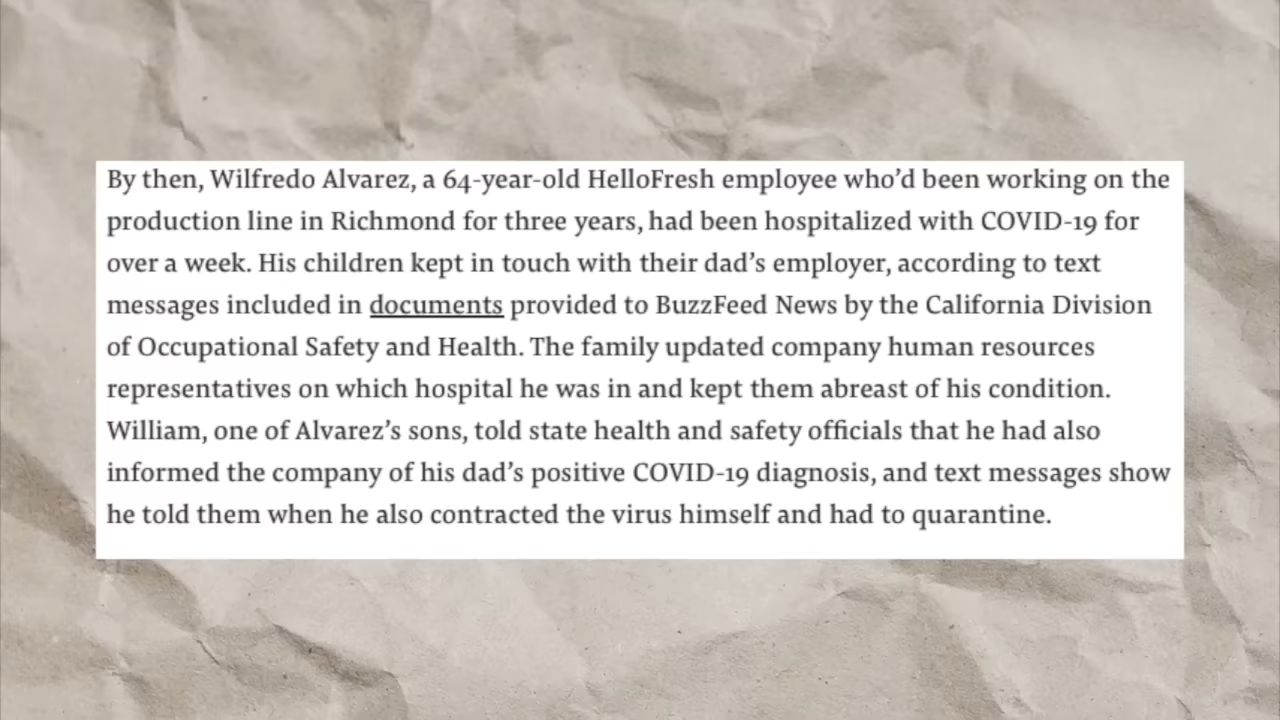 By then, Wilfredo Alvarez, a 64-year-old HelloFresh employee who’d been working on the
production line in Richmond for three years, had been hospitalized with COVID-19 for
over a week. His children kept in touch with their dad’s employer, according to text
messages included in documents provided to BuzzFeed News by the California Division
of Occupational Safety and Health. The family updated company human resources
representatives on which hospital he was in and kept them abreast of his condition.
William, one of Alvarez’s sons, told state health and safety officials that he had also
informed the company of his dad’s positive COVID-19 diagnosis, and text messages show
he told them when he also contracted the virus himself and had to quarantine.